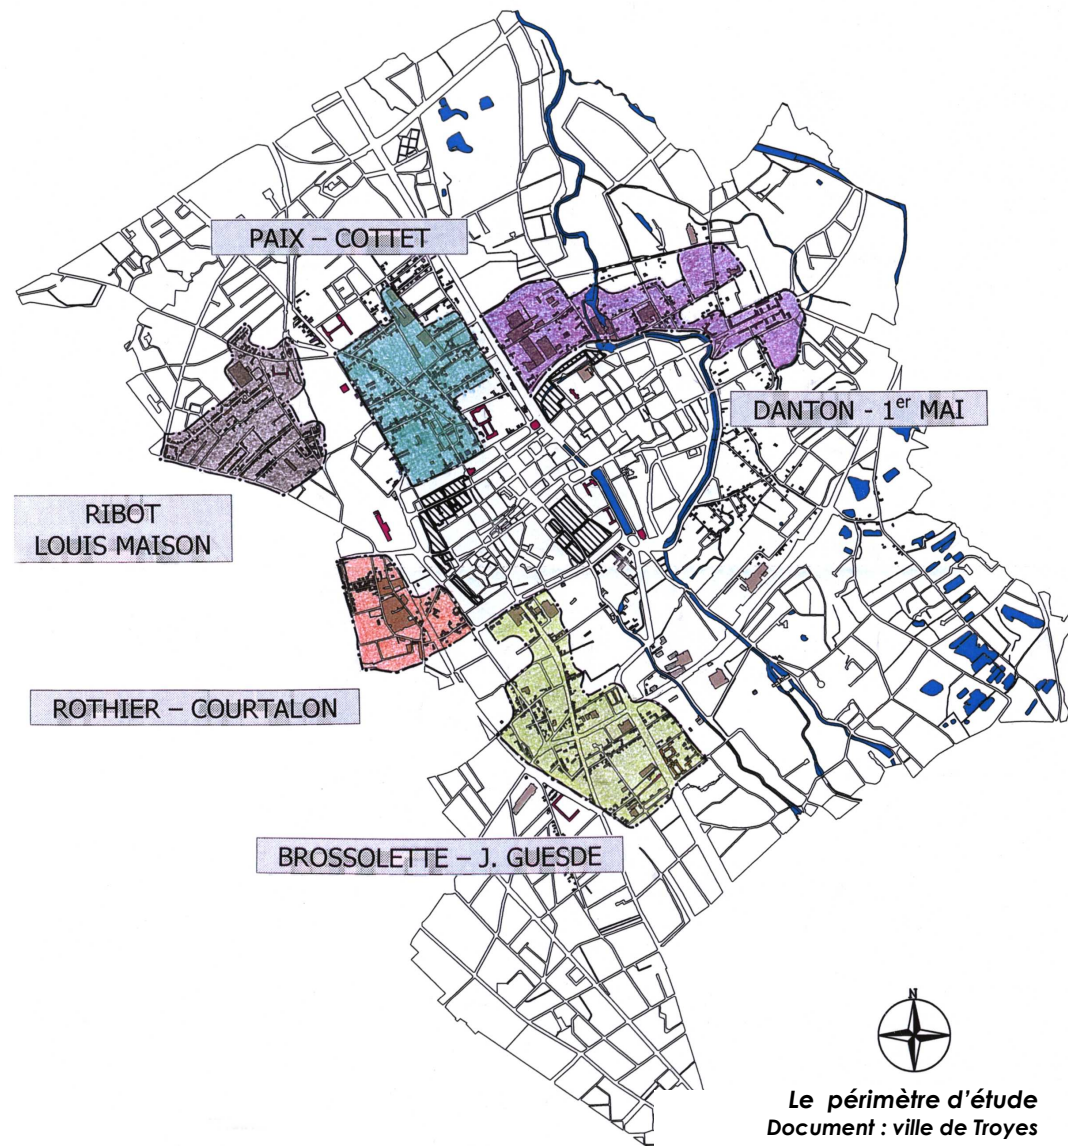 PAIX – COTTET
DANTON - 1er MAI
RIBOT
LOUIS MAISON
ROTHIER – COURTALON
BROSSOLETTE – J. GUESDE
N
Le périmètre d'étude
Document : ville de Troyes